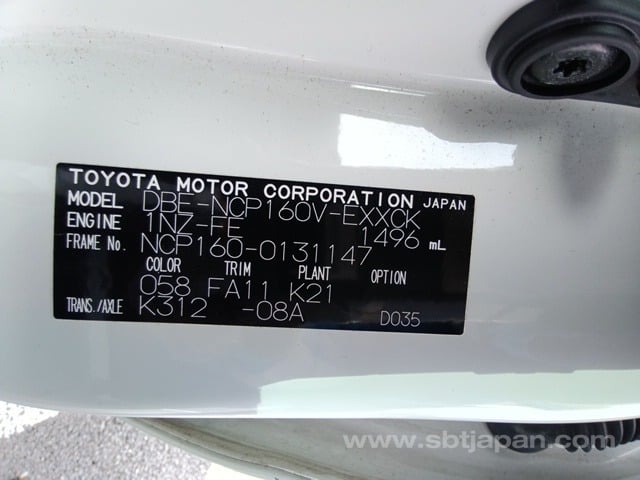 TOYOTA MOTOR CORPORATION JAPAN
MODEL DBE-NCP160V-EXXCK
ENGINE 1NZ-FE 1496 mL
FRAME No. NCP160-0131147
COLOR TRIM PLANT OPTION
058 FA11 K21
TRANS./AXLE K312 -08A D035
www.sbtjapan.com